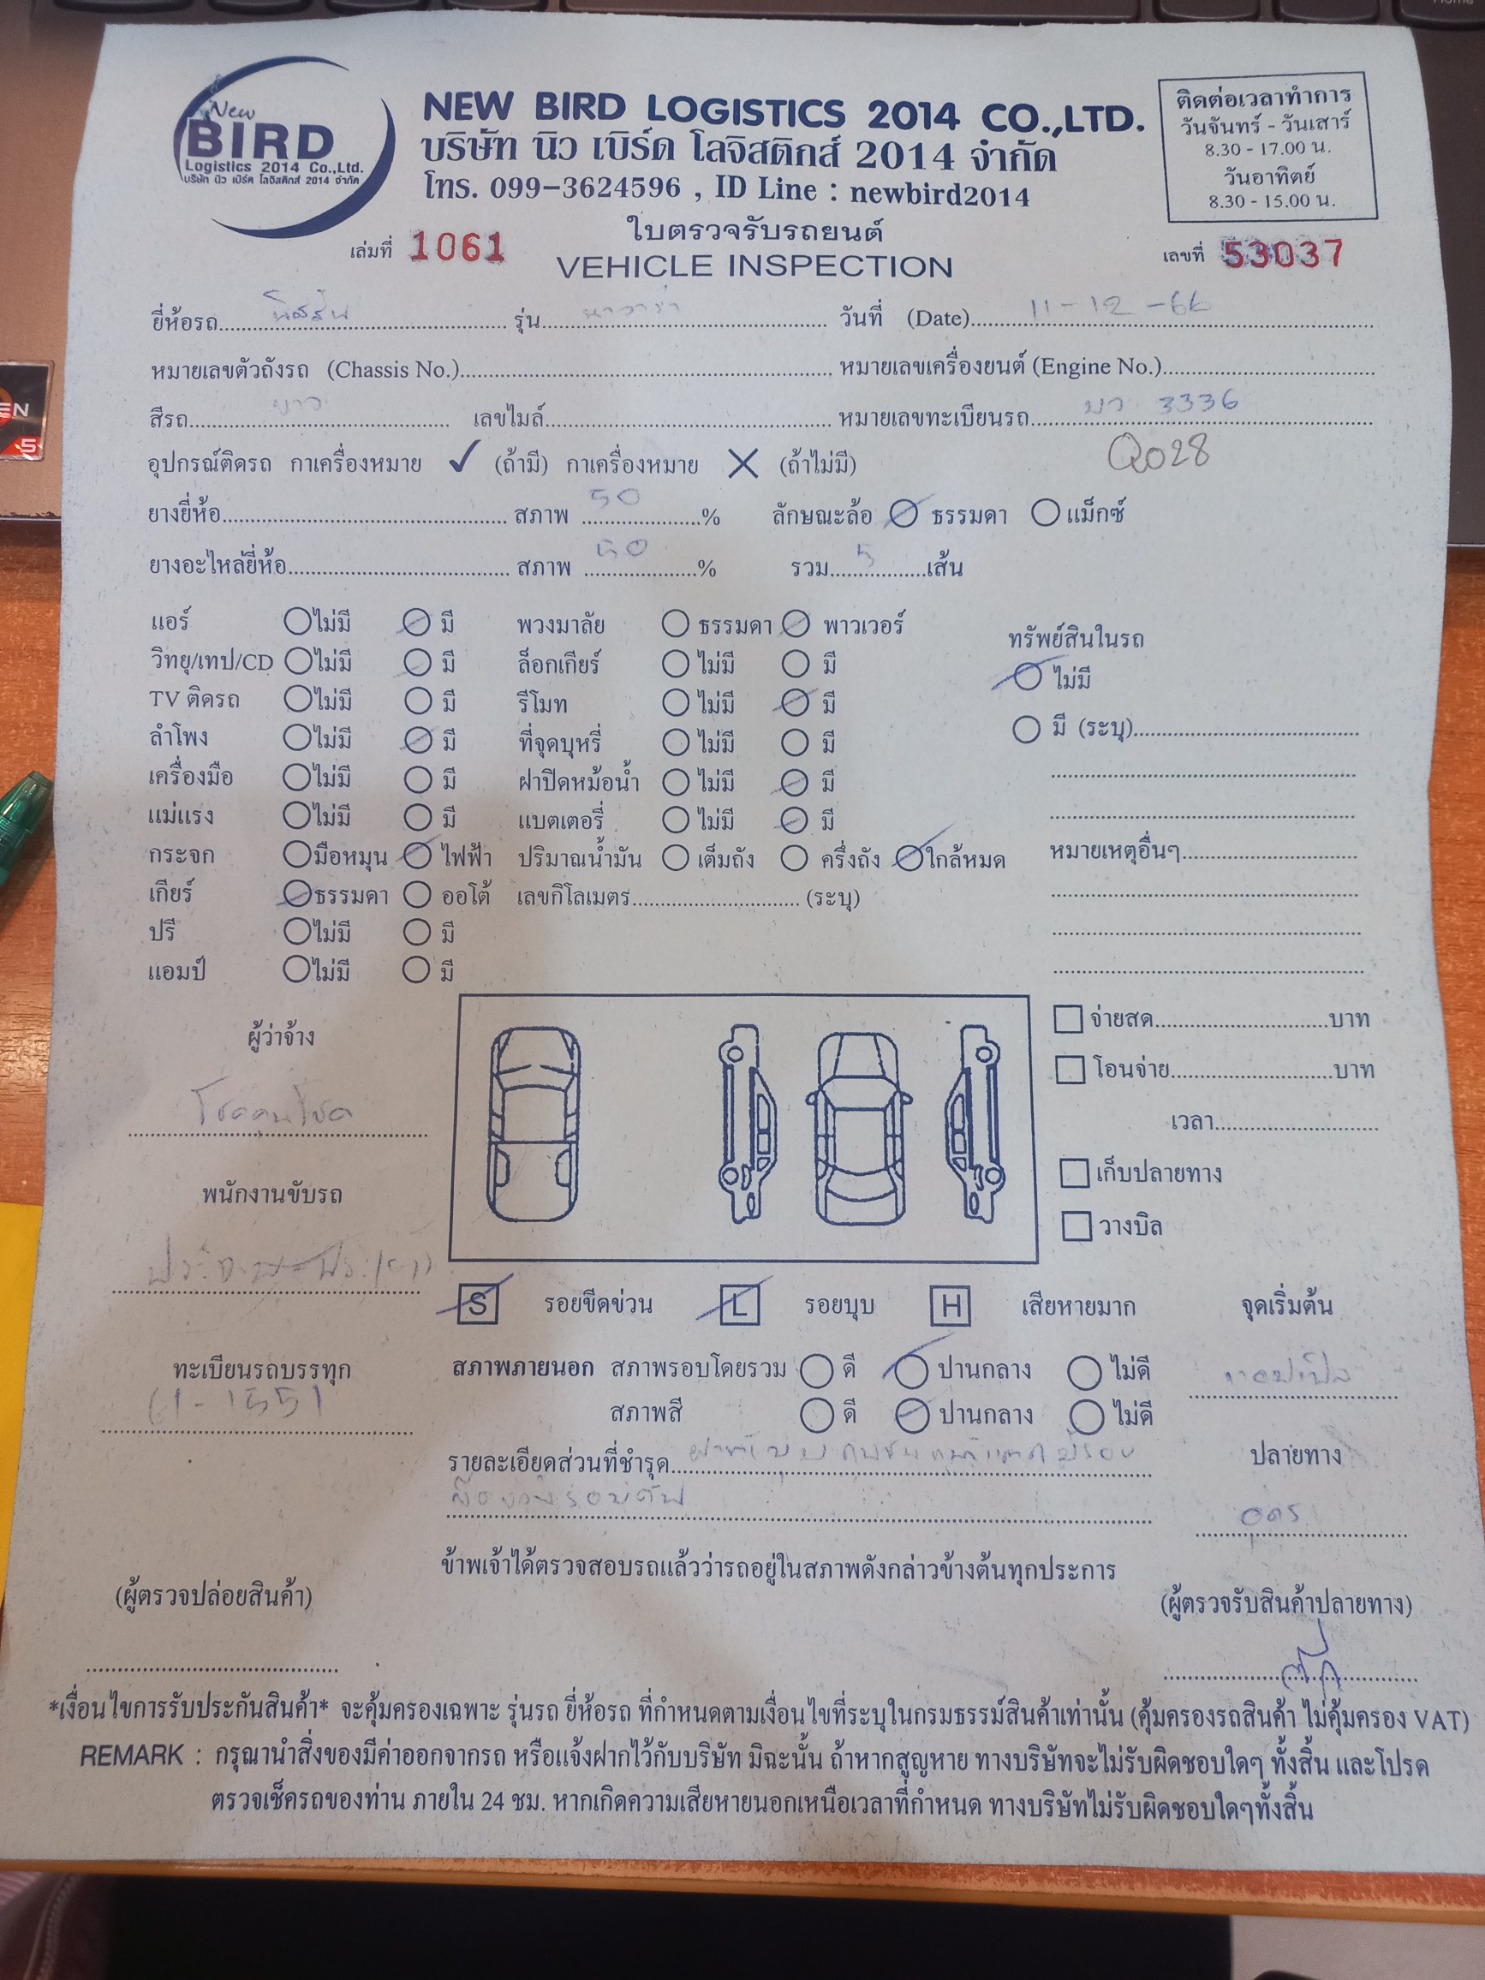 New
BIRD
Logistics 2014 Co.,Ltd.
บริษัท นิว เบิร์ด โลจิสติกส์ 2014 จำกัด
NEW BIRD LOGISTICS 2014 CO.,LTD.
บริษัท นิว เบิร์ด โลจิสติกส์ 2014 จำกัด
โทร. 099-3624596 , ID Line : newbird2014
ติดต่อเวลาทำการ
วันจันทร์ - วันเสาร์
8.30 - 17.00 น.
วันอาทิตย์
8.30 - 15.00 น.
ใบตรวจรับรถยนต์
เล่มที่ 1061 VEHICLE INSPECTION เลขที่ 53037
ยี่ห้อรถ นิสสัน รุ่น นาวาร่า วันที่ (Date) 11-12-66
หมายเลขตัวถังรถ (Chassis No.) หมายเลขเครื่องยนต์ (Engine No.)
สีรถ ขาว เลขไมล์ หมายเลขทะเบียนรถ บว 3336
อุปกรณ์ติดรถ กาเครื่องหมาย ✓ (ถ้ามี) กาเครื่องหมาย ✕ (ถ้าไม่มี) Q028
ยางยี่ห้อ สภาพ 50 % ลักษณะล้อ ธรรมดา แม็กซ์
ยางอะไหล่ยี่ห้อ สภาพ 50 % รวม 5 เส้น
แอร์ ไม่มี มี พวงมาลัย ธรรมดา พาวเวอร์ ทรัพย์สินในรถ
วิทยุ/เทป/CD ไม่มี มี ล็อกเกียร์ ไม่มี มี ไม่มี
TV ติดรถ ไม่มี มี รีโมท ไม่มี มี มี (ระบุ)
ลำโพง ไม่มี มี ที่จุดบุหรี่ ไม่มี มี
เครื่องมือ ไม่มี มี ฝาปิดหม้อน้ำ ไม่มี มี
แม่แรง ไม่มี มี แบตเตอรี่ ไม่มี มี
กระจก มือหมุน ไฟฟ้า ปริมาณน้ำมัน เต็มถัง ครึ่งถัง ใกล้หมด หมายเหตุอื่นๆ
เกียร์ ธรรมดา ออโต้ เลขกิโลเมตร (ระบุ)
ปรี ไม่มี มี
แอมป์ ไม่มี มี
ผู้ว่าจ้าง
โชคคูนโชค
พนักงานขับรถ
ทะเบียนรถบรรทุก
61-1551
จ่ายสด บาท
โอนจ่าย บาท
เวลา
เก็บปลายทาง
วางบิล
S รอยขีดข่วน L รอยบุบ H เสียหายมาก จุดเริ่มต้น
สภาพภายนอก สภาพรอบโดยรวม ดี ปานกลาง ไม่ดี
สภาพสี ดี ปานกลาง ไม่ดี
รายละเอียดส่วนที่ชำรุด
รอบคัน
ปลายทาง
อุดร
ข้าพเจ้าได้ตรวจสอบรถแล้วว่ารถอยู่ในสภาพดังกล่าวข้างต้นทุกประการ
(ผู้ตรวจปล่อยสินค้า) (ผู้ตรวจรับสินค้าปลายทาง)
*เงื่อนไขการรับประกันสินค้า* จะคุ้มครองเฉพาะ รุ่นรถ ยี่ห้อรถ ที่กำหนดตามเงื่อนไขที่ระบุในกรมธรรม์สินค้าเท่านั้น (คุ้มครองรถสินค้า ไม่คุ้มครอง VAT)
REMARK : กรุณานำสิ่งของมีค่าออกจากรถ หรือแจ้งฝากไว้กับบริษัท มิฉะนั้น ถ้าหากสูญหาย ทางบริษัทจะไม่รับผิดชอบใดๆ ทั้งสิ้น และโปรด
ตรวจเช็ครถของท่าน ภายใน 24 ชม. หากเกิดความเสียหายนอกเหนือเวลาที่กำหนด ทางบริษัทไม่รับผิดชอบใดๆทั้งสิ้น